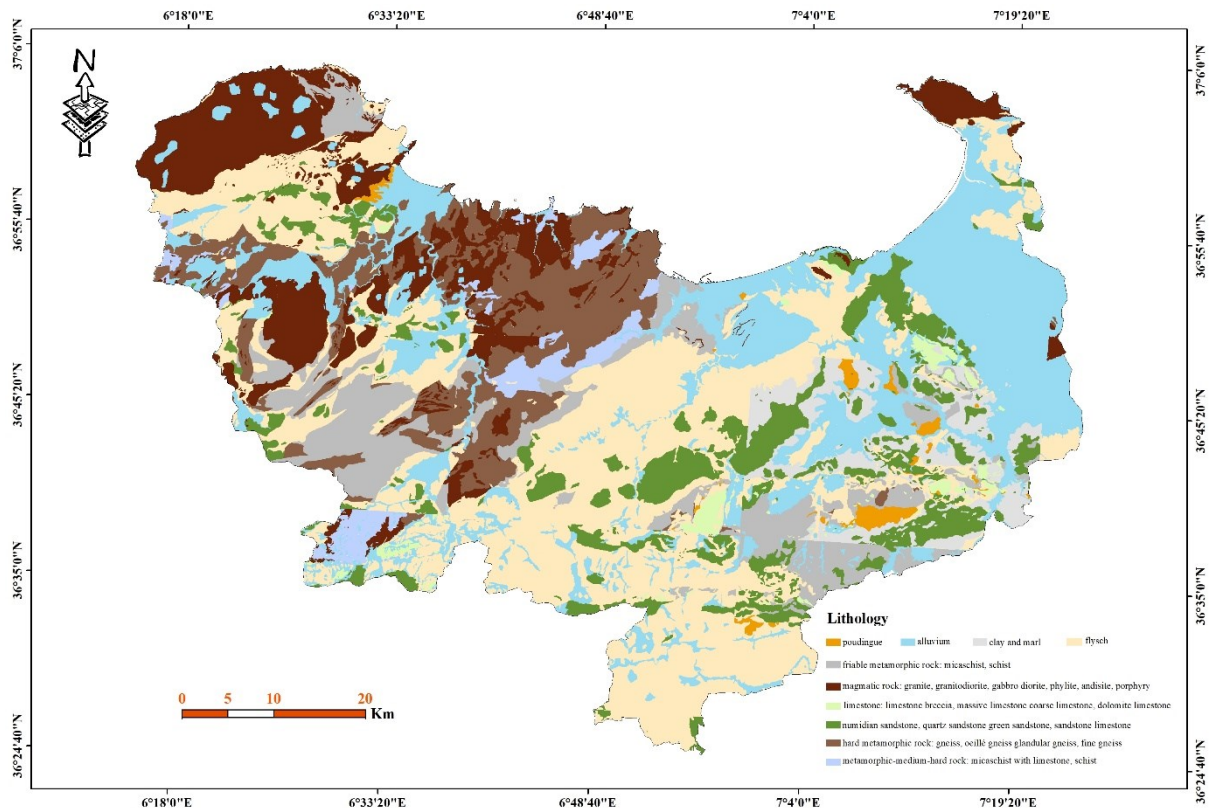 6°18'0"E 6°33'20"E 6°48'40"E 7°4'0"E 7°19'20"E
37°6'0"N
37°6'0"N
N
36°55'40"N
36°55'40"N
36°45'20"N
36°45'20"N
36°35'0"N
36°35'0"N
36°24'40"N
36°24'40"N
Lithology
poudingue alluvium clay and marl flysch
friable metamorphic rock: micaschist, schist
magmatic rock: granite, granitodiorite, gabbro diorite, phylite, andisite, porphyry
limestone: limestone breccia, massive limestone coarse limestone, dolomite limestone
numidian sandstone, quartz sandstone green sandstone, sandstone limestone
hard metamorphic rock: gneiss, oeillé gneiss glandular gneiss, fine gneiss
metamorphic-medium-hard rock: micaschist with limestone, schist
0 5 10 20
Km
6°18'0"E 6°33'20"E 6°48'40"E 7°4'0"E 7°19'20"E